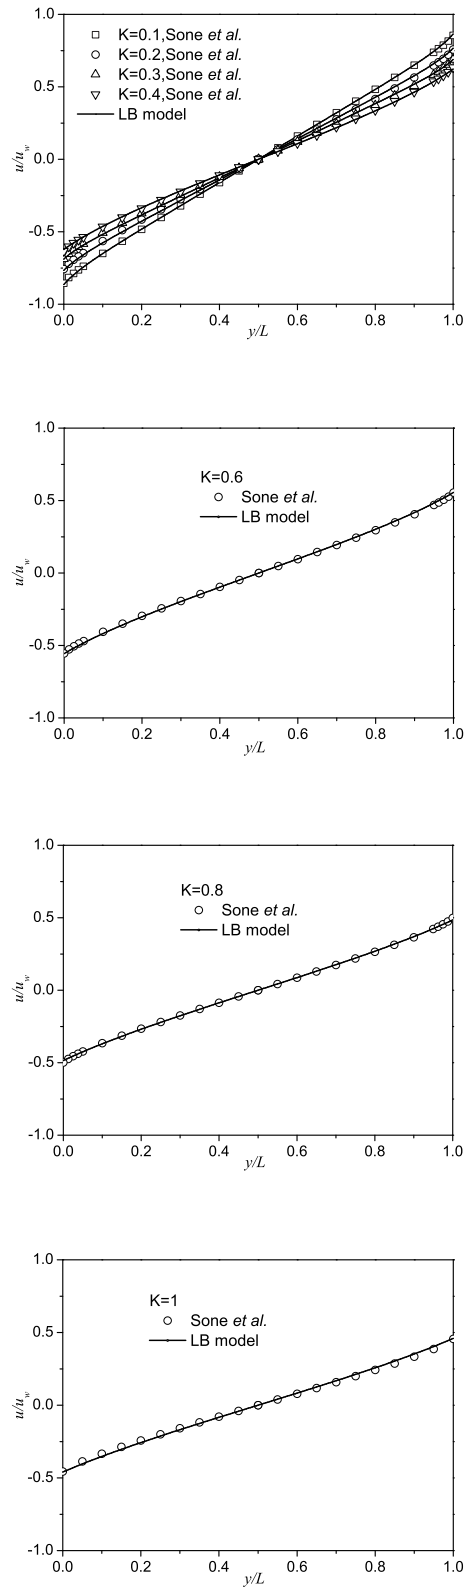 1.0
K=0.1,Sone et al.
K=0.2,Sone et al.
K=0.3,Sone et al.
K=0.4,Sone et al.
LB model
0.5
0.0
-0.5
-1.0
u/u_w
0.0 0.2 0.4 0.6 0.8 1.0
y/L
1.0
K=0.6
Sone et al.
LB model
0.5
0.0
-0.5
-1.0
u/u_w
0.0 0.2 0.4 0.6 0.8 1.0
y/L
1.0
K=0.8
Sone et al.
LB model
0.5
0.0
-0.5
-1.0
u/u_w
0.0 0.2 0.4 0.6 0.8 1.0
y/L
1.0
K=1
Sone et al.
LB model
0.5
0.0
-0.5
-1.0
u/u_w
0.0 0.2 0.4 0.6 0.8 1.0
y/L